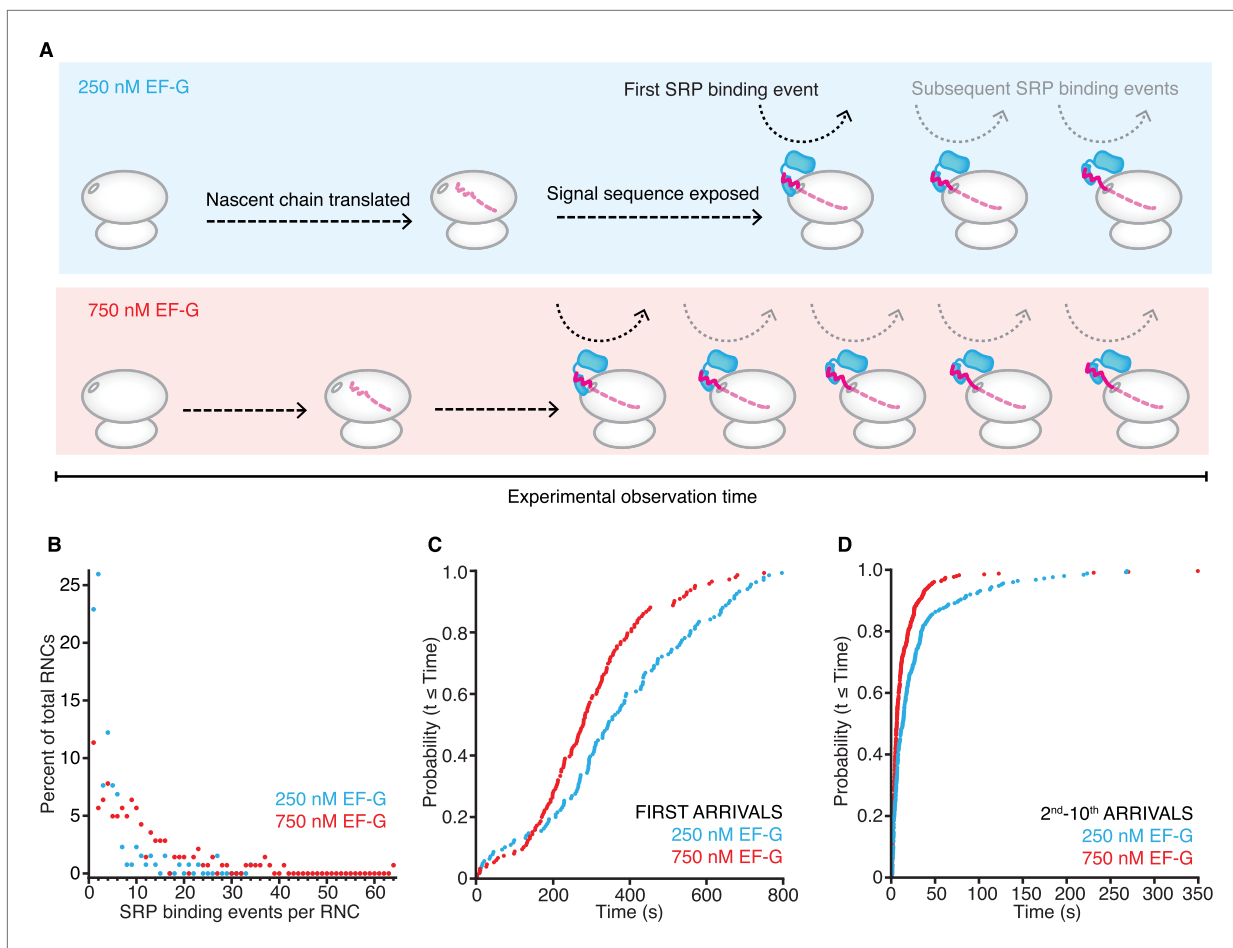 A
250 nM EF-G
First SRP binding event
Subsequent SRP binding events
Nascent chain translated
Signal sequence exposed
750 nM EF-G
Experimental observation time
B
Percent of total RNCs
25
20
15
10
5
0
0 10 20 30 40 50 60
SRP binding events per RNC
250 nM EF-G
750 nM EF-G
C
Probability (t ≤ Time)
1.0
0.8
0.6
0.4
0.2
0
0 200 400 600 800
Time (s)
FIRST ARRIVALS
250 nM EF-G
750 nM EF-G
D
Probability (t ≤ Time)
1.0
0.8
0.6
0.4
0.2
0
0 50 100 150 200 250 300 350
Time (s)
2nd-10th ARRIVALS
250 nM EF-G
750 nM EF-G